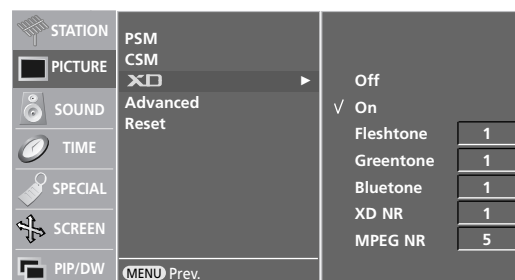 STATION
PICTURE
SOUND
TIME
SPECIAL
SCREEN
PIP/DW
PSM
CSM
XD ►
Advanced
Reset
MENU Prev.
Off
√ On
Fleshtone 1
Greentone 1
Bluetone 1
XD NR 1
MPEG NR 5